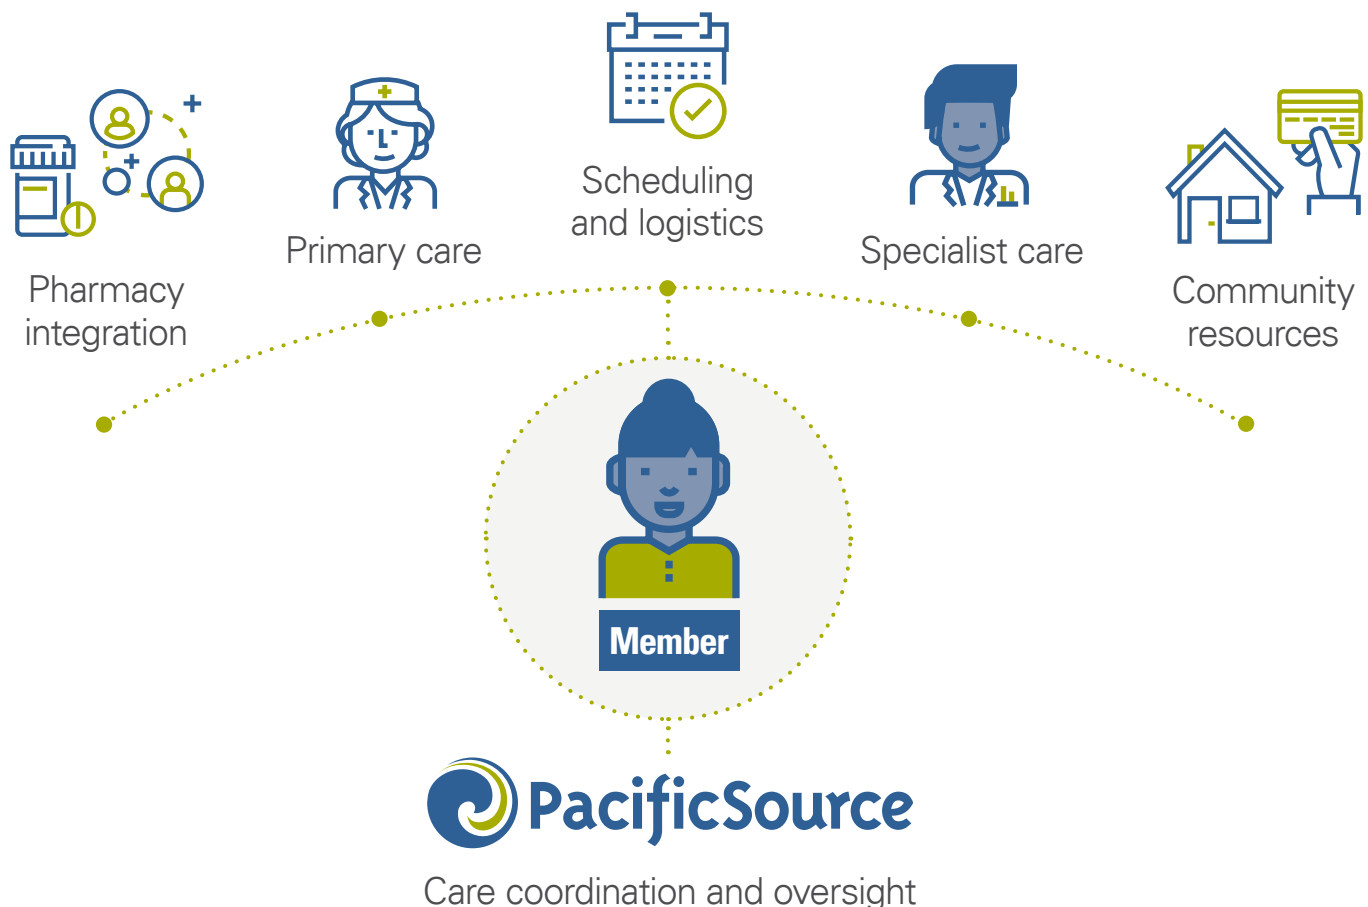 Pharmacy
integration
Primary care
Scheduling
and logistics
Specialist care
Community
resources
Member
PacificSource
Care coordination and oversight